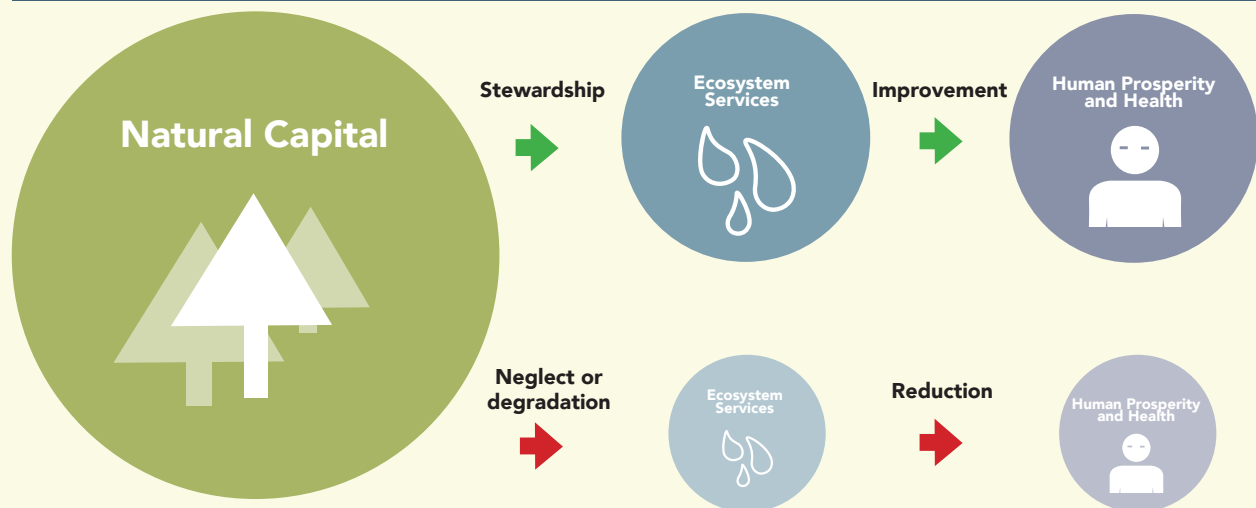 Natural Capital
Stewardship
Ecosystem
Services
Improvement
Human Prosperity
and Health
Neglect or
degradation
Ecosystem
Services
Reduction
Human Prosperity
and Health